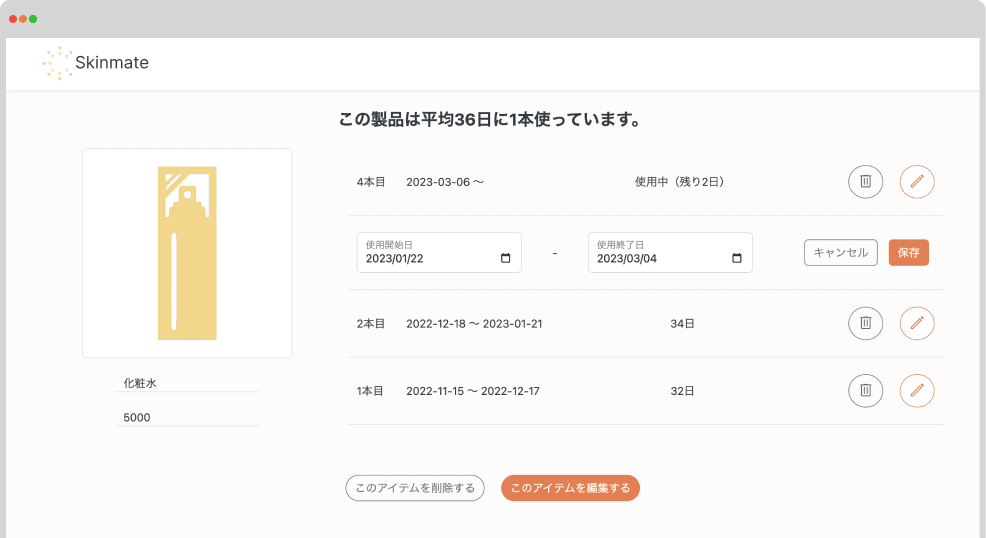 Skinmate
この製品は平均36日に1本使っています。
4本目 2023-03-06 〜 使用中（残り2日）
使用開始日 使用終了日
2023/01/22 - 2023/03/04 キャンセル 保存
2本目 2022-12-18 〜 2023-01-21 34日
化粧水
1本目 2022-11-15 〜 2022-12-17 32日
5000
このアイテムを削除する このアイテムを編集する